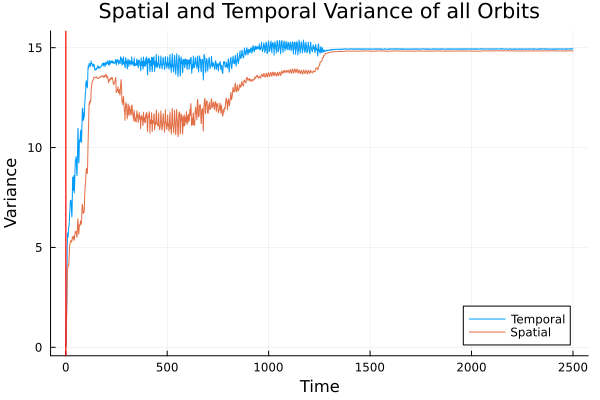 Spatial and Temporal Variance of all Orbits
15
10
5
0
Variance
0 500 1000 1500 2000 2500
Time
Temporal
Spatial